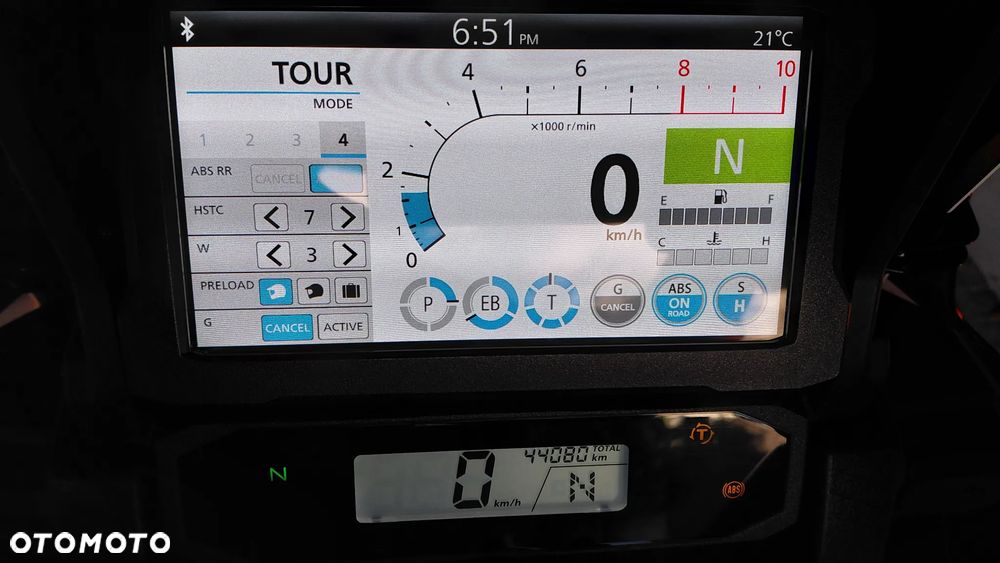 6:51 PM
21°C
TOUR
MODE
1 2 3 4
ABS RR CANCEL
HSTC < 7 >
W < 3 >
PRELOAD
G CANCEL ACTIVE
0 1 2 4 6 8 10
×1000 r/min
0
km/h
N
E F
C H
P
EB
T
G
CANCEL
ABS
ON
ROAD
S
H
N
0 km/h
44080 TOTAL km
N
T
ABS
OTOMOTO